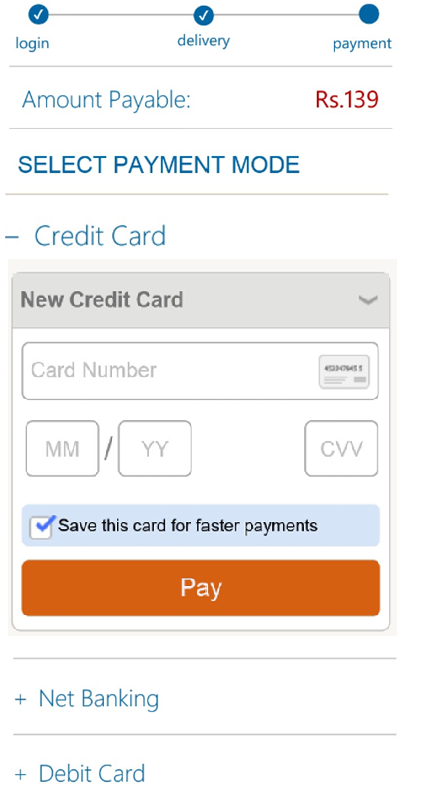 login delivery payment
Amount Payable: Rs.139
SELECT PAYMENT MODE
– Credit Card
New Credit Card
Card Number
MM / YY CVV
Save this card for faster payments
Pay
+ Net Banking
+ Debit Card